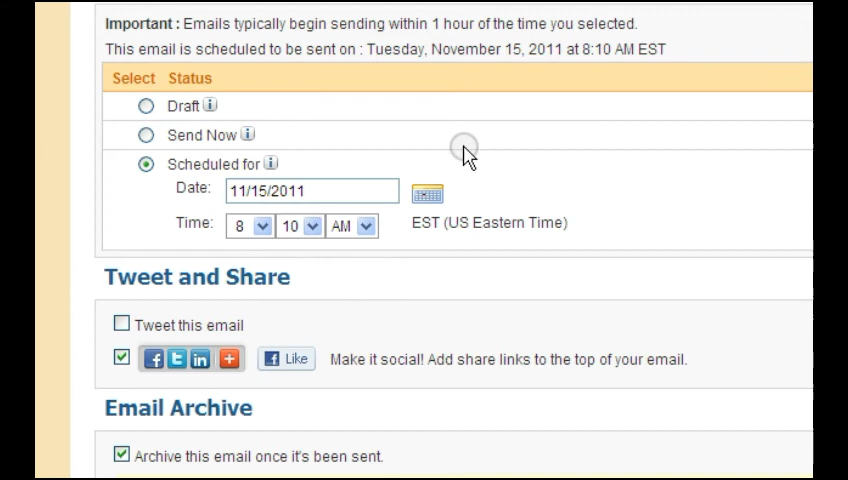 Important : Emails typically begin sending within 1 hour of the time you selected.
This email is scheduled to be sent on : Tuesday, November 15, 2011 at 8:10 AM EST
Select Status
Draft i
Send Now i
Scheduled for i
Date: 11/15/2011
Time: 8 10 AM EST (US Eastern Time)
Tweet and Share
Tweet this email
f t in + f Like Make it social! Add share links to the top of your email.
Email Archive
Archive this email once it's been sent.